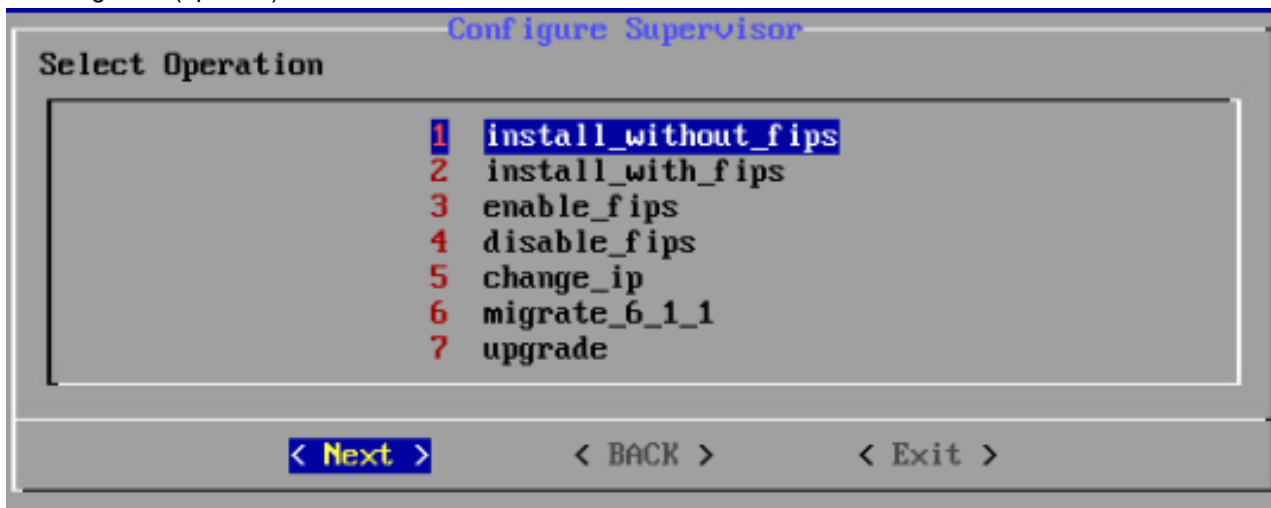 Configure Supervisor
Select Operation
1 install_without_fips
2 install_with_fips
3 enable_fips
4 disable_fips
5 change_ip
6 migrate_6_1_1
7 upgrade
< Next > < BACK > < Exit >